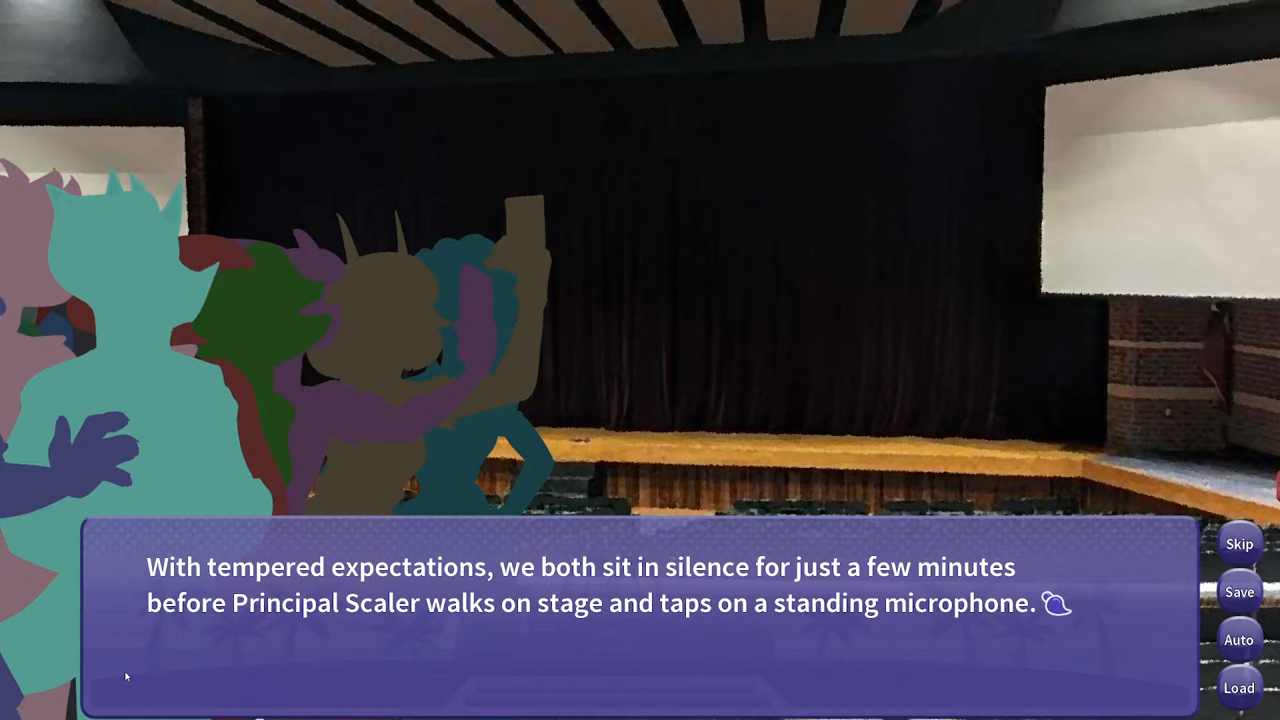 With tempered expectations, we both sit in silence for just a few minutes
before Principal Scaler walks on stage and taps on a standing microphone.
Skip
Save
Auto
Load